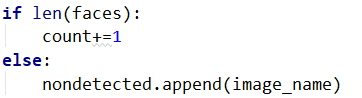 if len(faces):
    count+=1
else:
    nondetected.append(image_name)